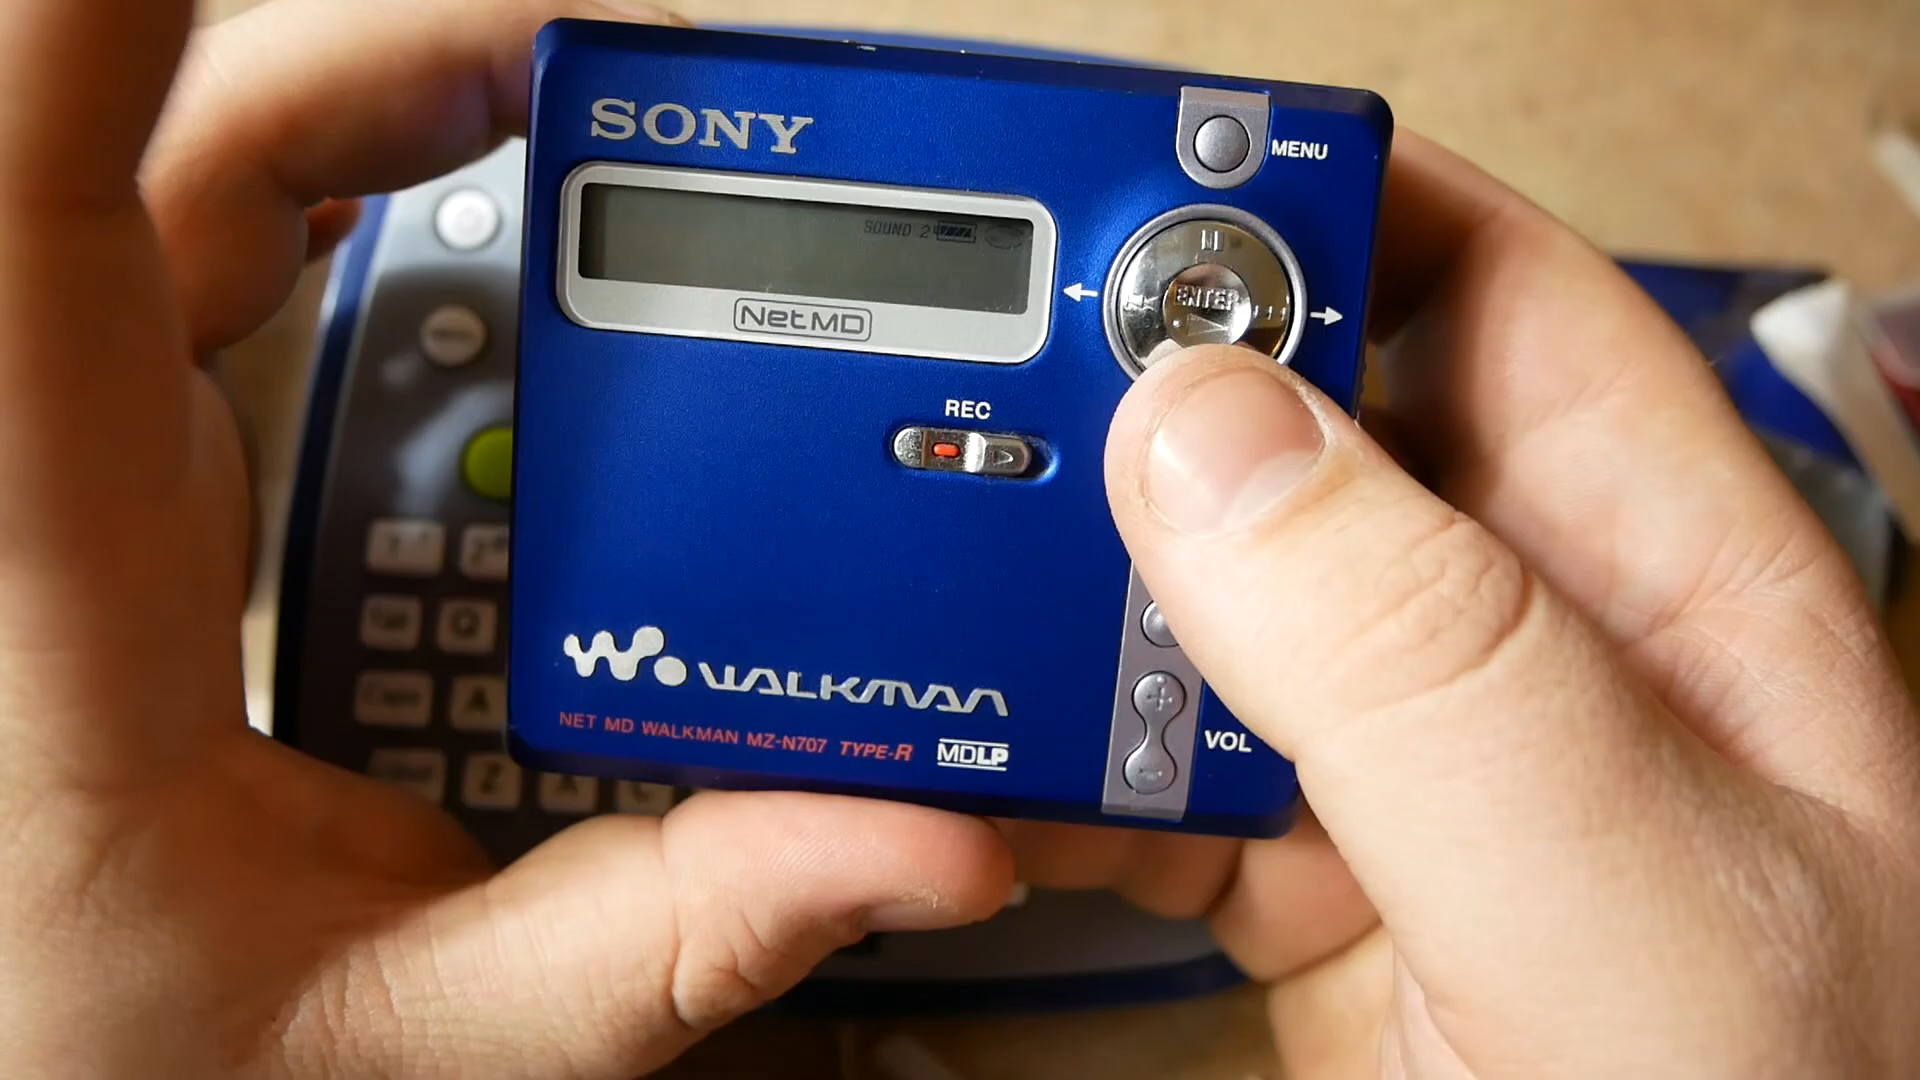 SONY
MENU
SOUND 2
ENTER
NetMD
REC
WALKMAN
NET MD WALKMAN MZ-N707 TYPE-R MDLP
VOL
Q
A
Z